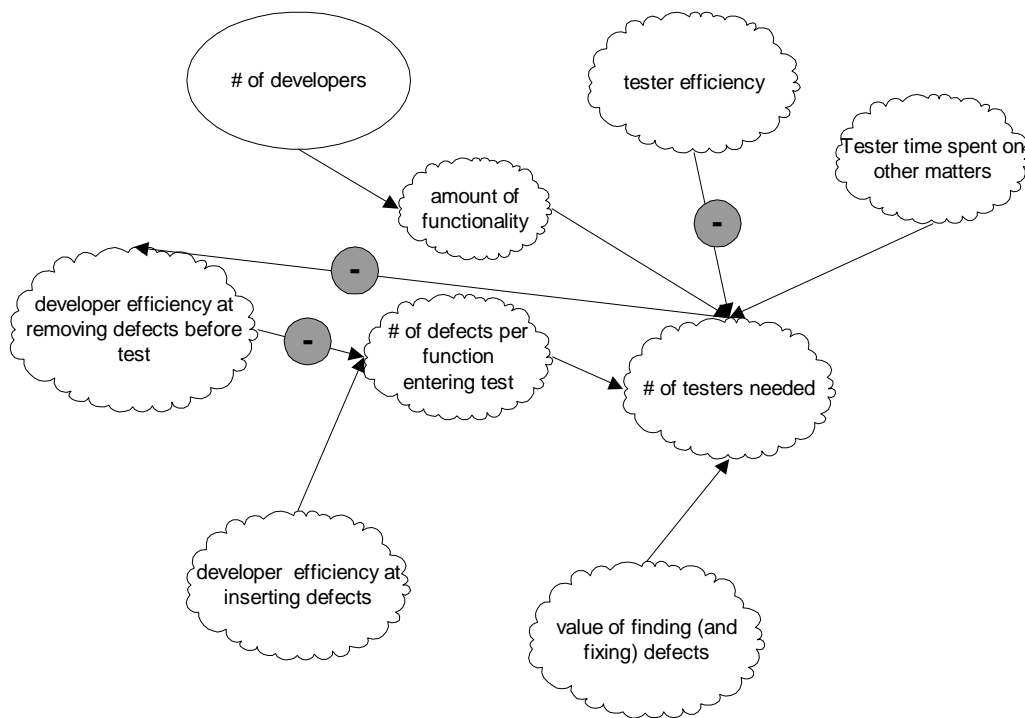 # of developers
tester efficiency
Tester time spent on
other matters
amount of
functionality
-
-
developer efficiency at
removing defects before
test
-
# of defects per
function
entering test
# of testers needed
developer  efficiency at
inserting defects
value of finding (and
fixing) defects